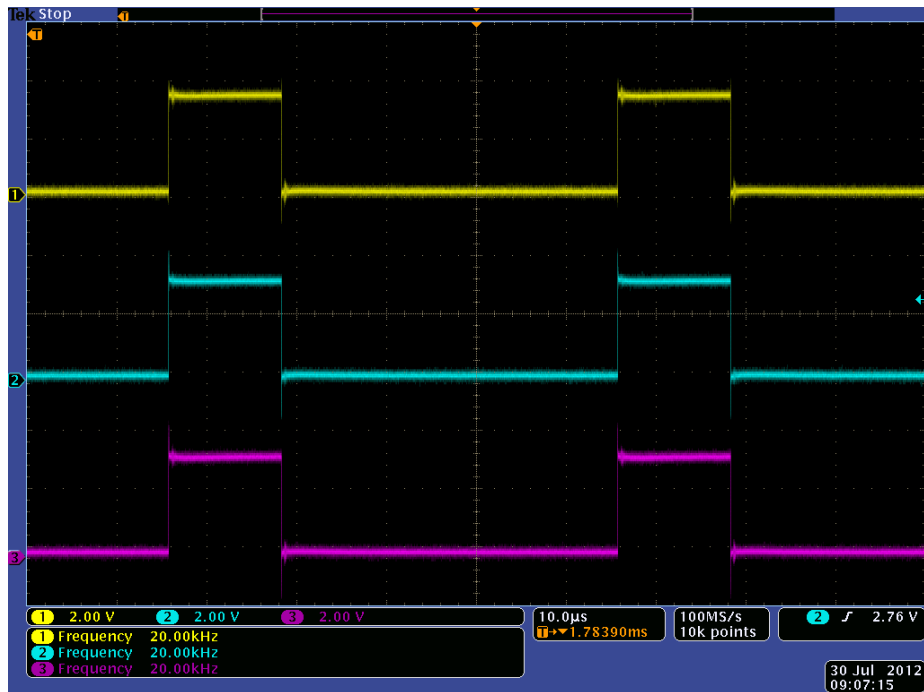 Tek Stop
T
T
1
2
3
1 2.00 V 2 2.00 V 3 2.00 V
1 Frequency 20.00kHz
2 Frequency 20.00kHz
3 Frequency 20.00kHz
10.0µs
T→▼1.78390ms
100MS/s
10k points
2 ∫ 2.76 V
30 Jul 2012
09:07:15